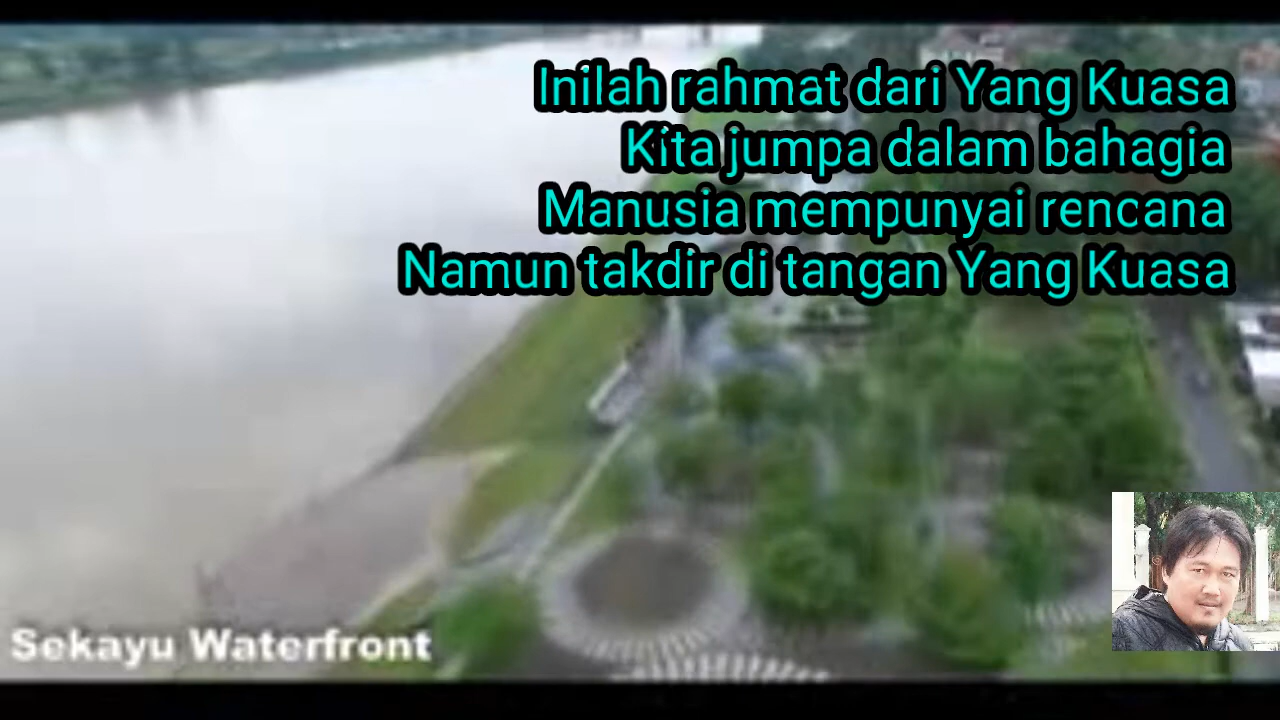 Inilah rahmat dari Yang Kuasa
Kita jumpa dalam bahagia
Manusia mempunyai rencana
Namun takdir di tangan Yang Kuasa
Sekayu Waterfront